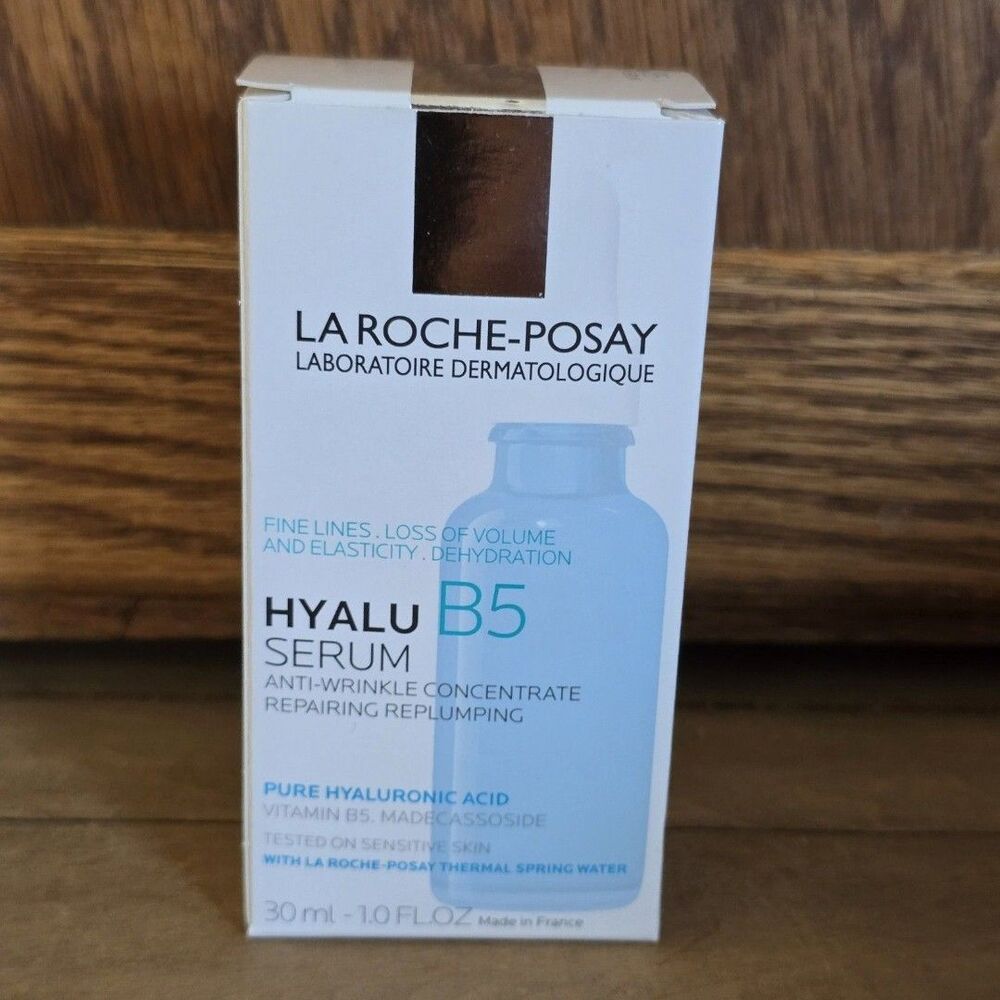 LA ROCHE-POSAY
LABORATOIRE DERMATOLOGIQUE
FINE LINES . LOSS OF VOLUME
AND ELASTICITY . DEHYDRATION
HYALU B5
SERUM
ANTI-WRINKLE CONCENTRATE
REPAIRING REPLUMPING
PURE HYALURONIC ACID
VITAMIN B5. MADECASSOSIDE
TESTED ON SENSITIVE SKIN
WITH LA ROCHE-POSAY THERMAL SPRING WATER
30 ml - 1.0 FL.OZ Made in France